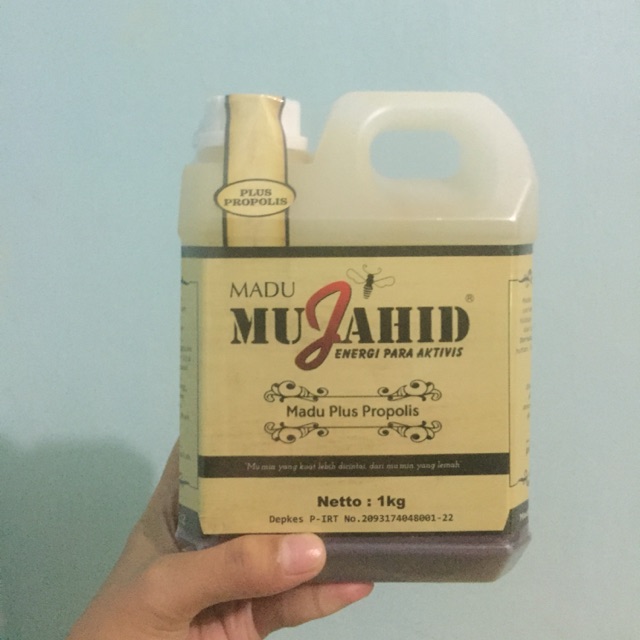 PLUS
PROPOLIS
MADU
MUJAHID®
ENERGI PARA AKTIVIS
Madu Plus Propolis
"Mu'min yang kuat lebih dicintai dari mu'min yang lemah"
Netto : 1kg
Depkes P-IRT No.2093174048001-22